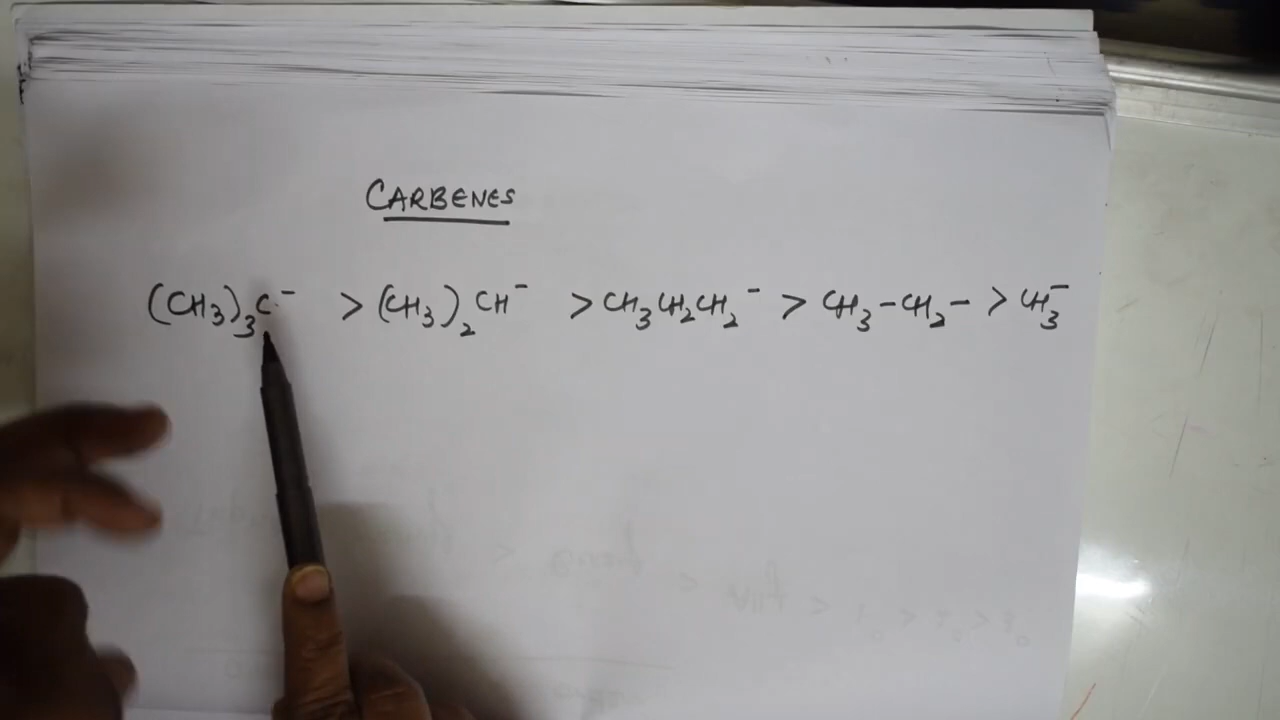 CARBENES
(CH₃)₃C⁻ > (CH₃)₂CH⁻ > CH₃CH₂CH₂⁻ > CH₃-CH₂- > CH₃⁻